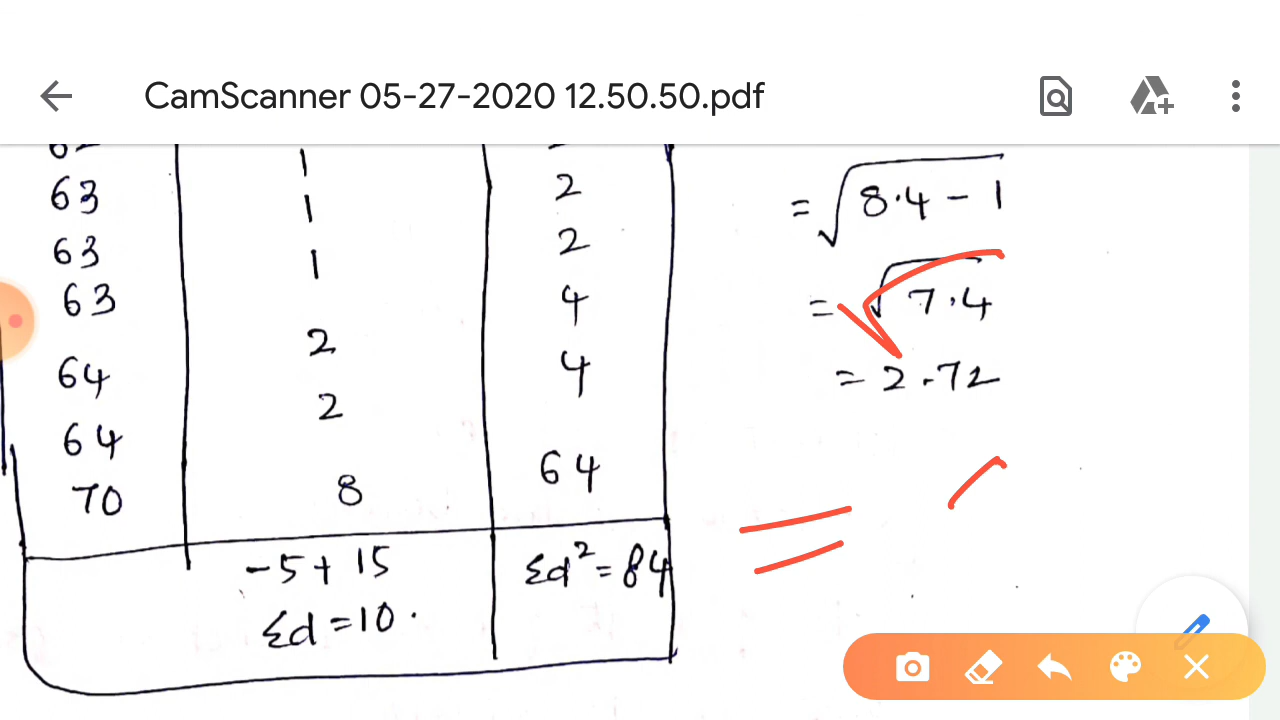 CamScanner 05-27-2020 12.50.50.pdf
1
63 1 2
63 1 2
63 4
64 2 4
64 2
70 8 64
-5+15 Σd²=84
Σd=10.
= √8.4-1
= √7.4
= 2.72